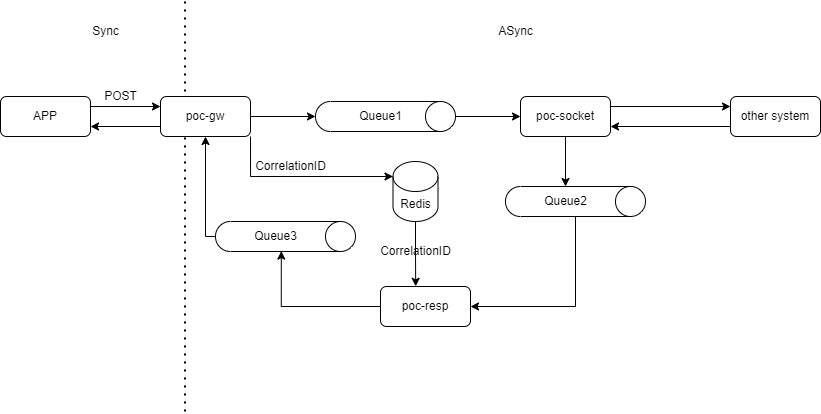 Sync
ASync
POST
APP
poc-gw
Queue1
poc-socket
other system
CorrelationID
Redis
Queue2
Queue3
CorrelationID
poc-resp